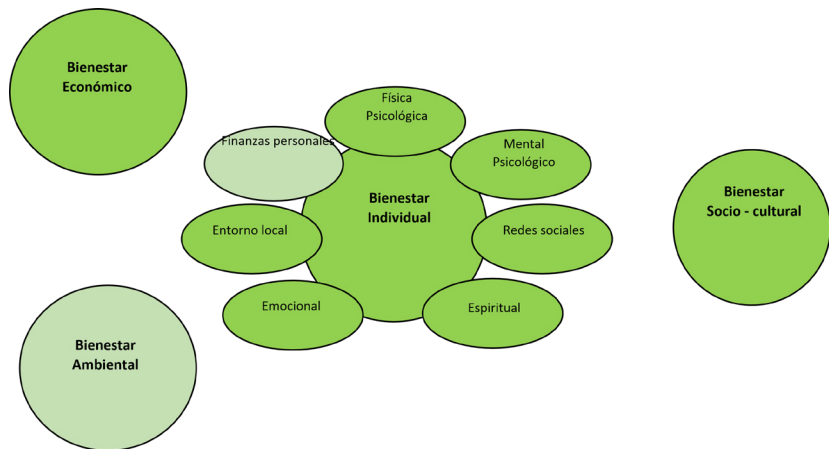 Bienestar
Económico
Física
Psicológica
Finanzas personales
Mental
Psicológico
Bienestar
Individual
Bienestar
Socio - cultural
Entorno local
Redes sociales
Emocional
Espiritual
Bienestar
Ambiental